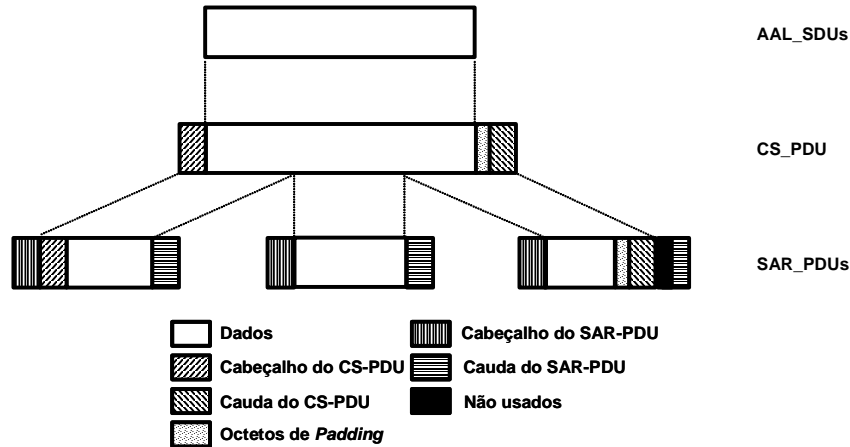 AAL_SDUs
CS_PDU
SAR_PDUs
Dados
Cabeçalho do SAR-PDU
Cabeçalho do CS-PDU
Cauda do SAR-PDU
Cauda do CS-PDU
Não usados
Octetos de Padding